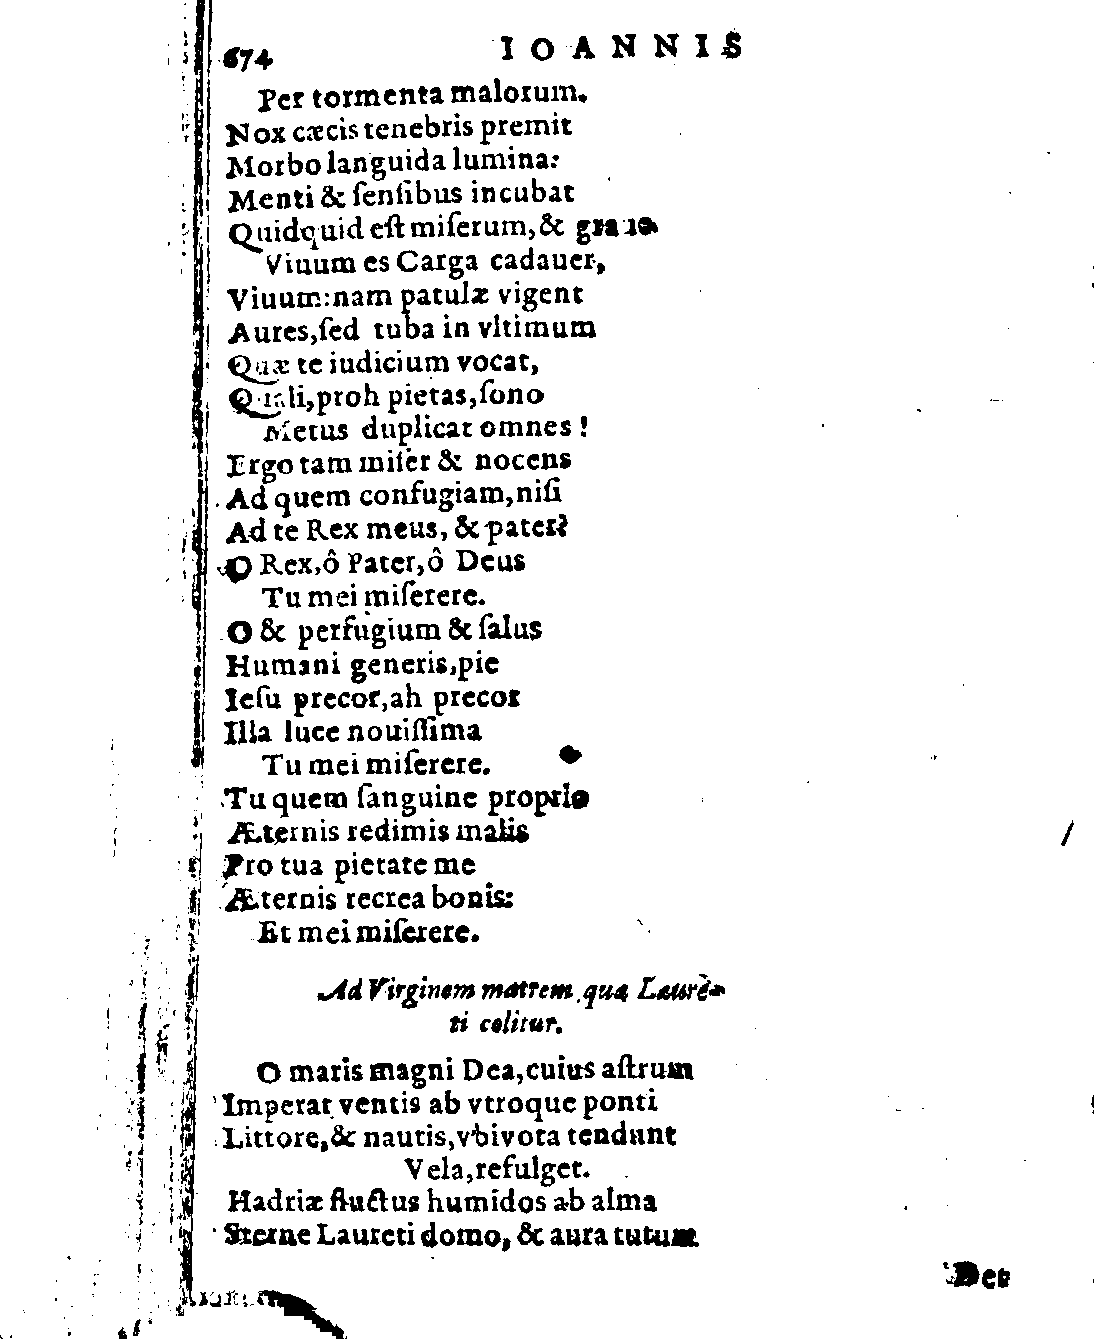 674 IOANNIS
Per tormenta malorum.
Nox cæcis tenebris premit
Morbo languida lumina:
Menti & ſenſibus incubat
Quidquid eſt miſerum, & graue
Viuum es Carga cadauer,
Viuum: nam patulæ vigent
Aures, ſed tuba in vltimum
Quæ te iudicium vocat,
Quali, proh pietas, ſono
Metus duplicat omnes!
Ergo tam miſer & nocens
Ad quem confugiam, niſi
Ad te Rex meus, & pater?
O Rex, ô Pater, ô Deus
Tu mei miſerere.
O & perfugium & ſalus
Humani generis, pie
Ieſu precor, ah precor
Illa luce nouiſſima
Tu mei miſerere.
Tu quem ſanguine proprio
Æternis redimis malis
Pro tua pietate me
Æternis recrea bonis:
Et mei miſerere.
Ad Virginem matrem quæ Laurē-
ti colitur.
O maris magni Dea, cuius aſtrum
Imperat ventis ab vtroque ponti
Littore, & nautis, vbi vota tendunt
Vela, refulget.
Hadriæ fluctus humidos ab alma
Sterne Laureti domo, & aura tutum
Det